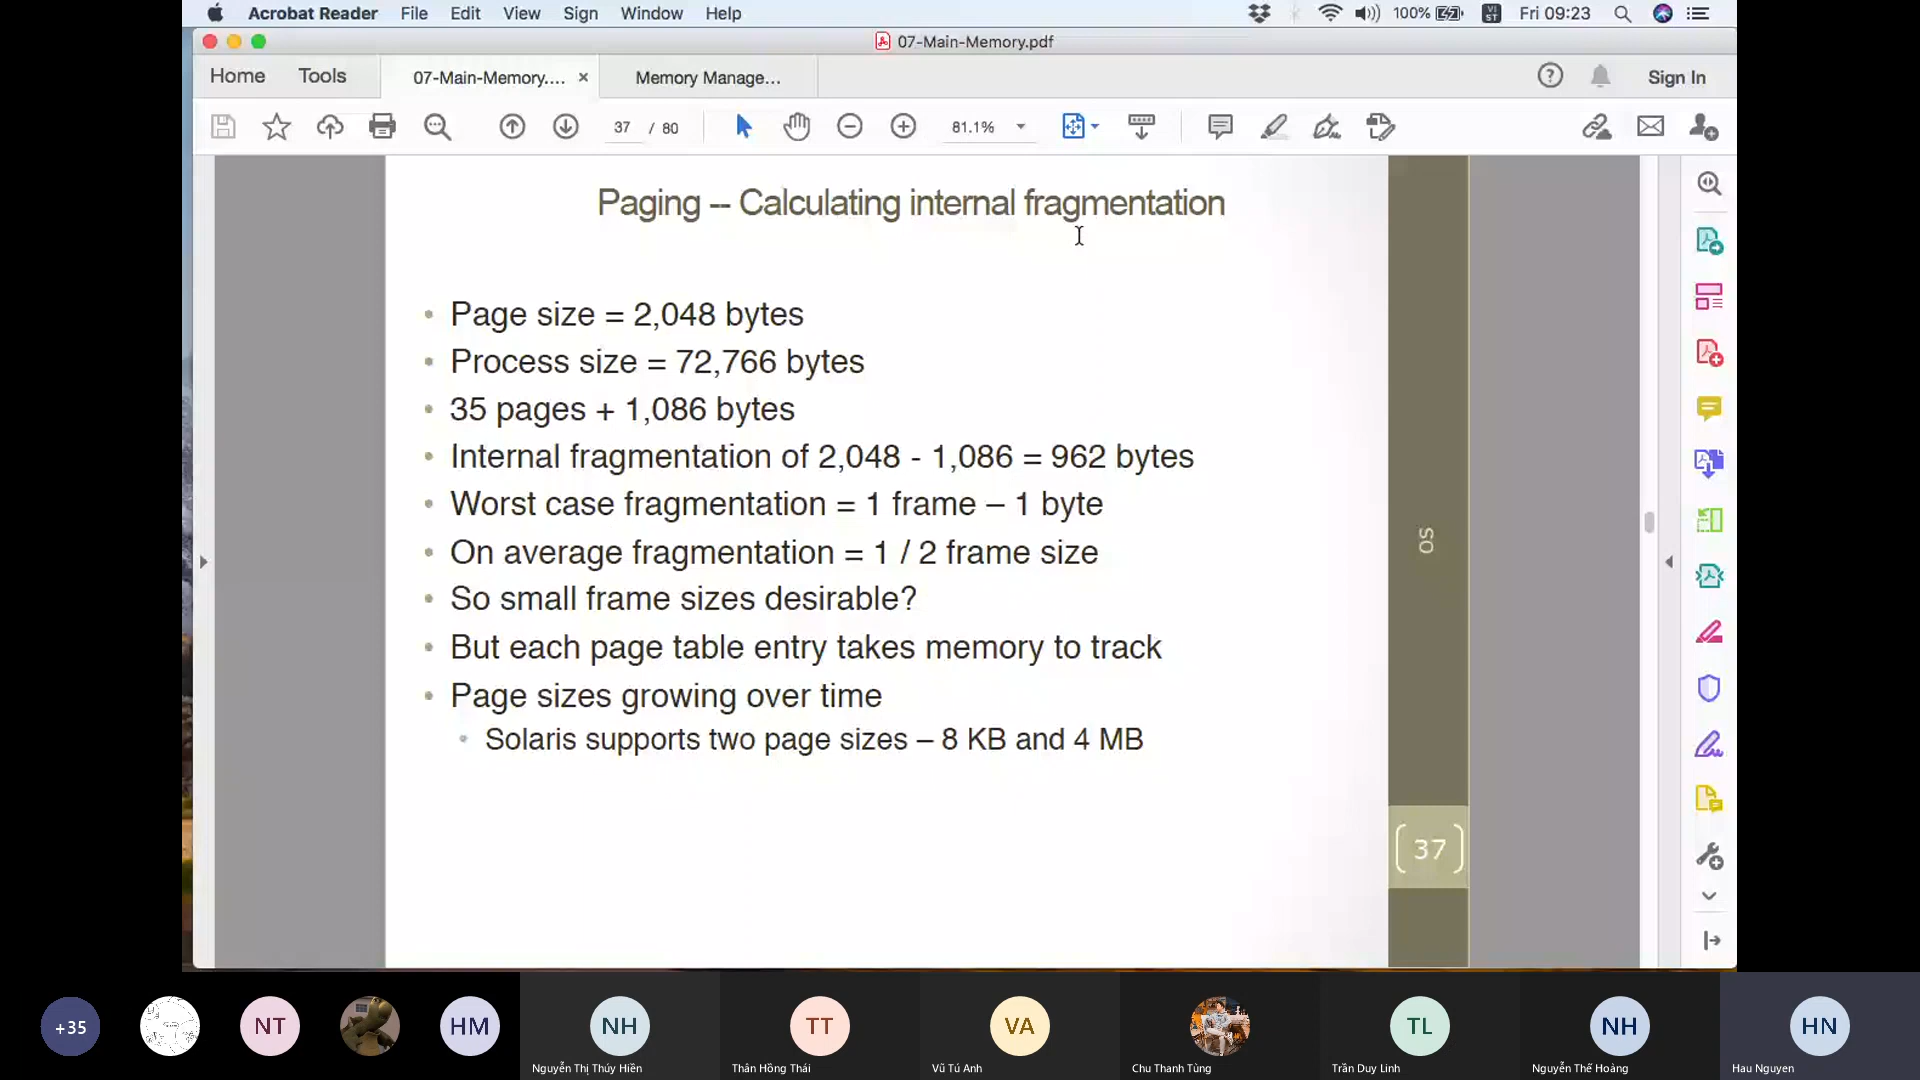 Acrobat Reader File Edit View Sign Window Help 100% VI ST Fri 09:23
07-Main-Memory.pdf
Home Tools 07-Main-Memory.... × Memory Manage... ? Sign In
37 / 80 81.1%
Paging -- Calculating internal fragmentation
• Page size = 2,048 bytes
• Process size = 72,766 bytes
• 35 pages + 1,086 bytes
• Internal fragmentation of 2,048 - 1,086 = 962 bytes
• Worst case fragmentation = 1 frame – 1 byte
• On average fragmentation = 1 / 2 frame size
• So small frame sizes desirable?
• But each page table entry takes memory to track
• Page sizes growing over time
• Solaris supports two page sizes – 8 KB and 4 MB
OS
37
+35 NT HM NH TT VA TL NH HN
Nguyễn Thị Thúy Hiền Thân Hồng Thái Vũ Tú Anh Chu Thanh Tùng Trần Duy Linh Nguyễn Thế Hoàng Hau Nguyen